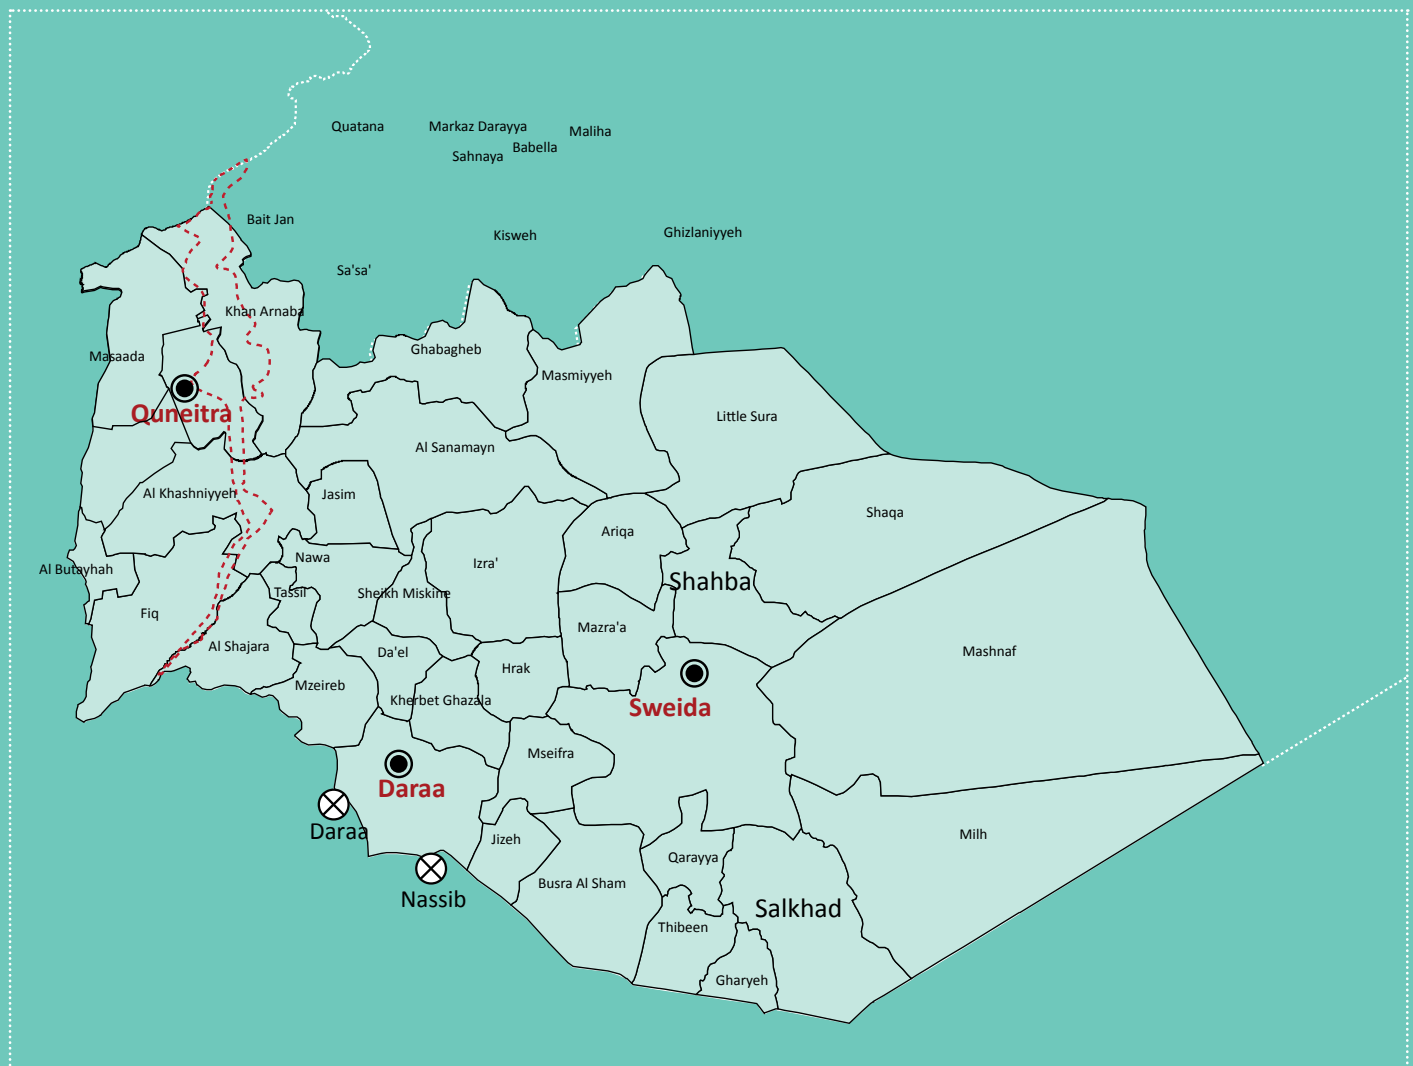 Quatana
Markaz Darayya
Maliha
Babella
Sahnaya
Bait Jan
Kisweh
Ghizlaniyyeh
Sa'sa'
Khan Arnaba
Masaada
Ghabagheb
Masmiyyeh
Quneitra
Little Sura
Al Sanamayn
Al Khashniyyeh
Jasim
Shaqa
Ariqa
Nawa
Izra'
Al Butayhah
Shahba
Tassil
Sheikh Miskine
Fiq
Mazra'a
Al Shajara
Da'el
Mashnaf
Hrak
Mzeireb
Kherbet Ghazala
Sweida
Mseifra
Daraa
Daraa
Jizeh
Milh
Qarayya
Busra Al Sham
Nassib
Salkhad
Thibeen
Gharyeh